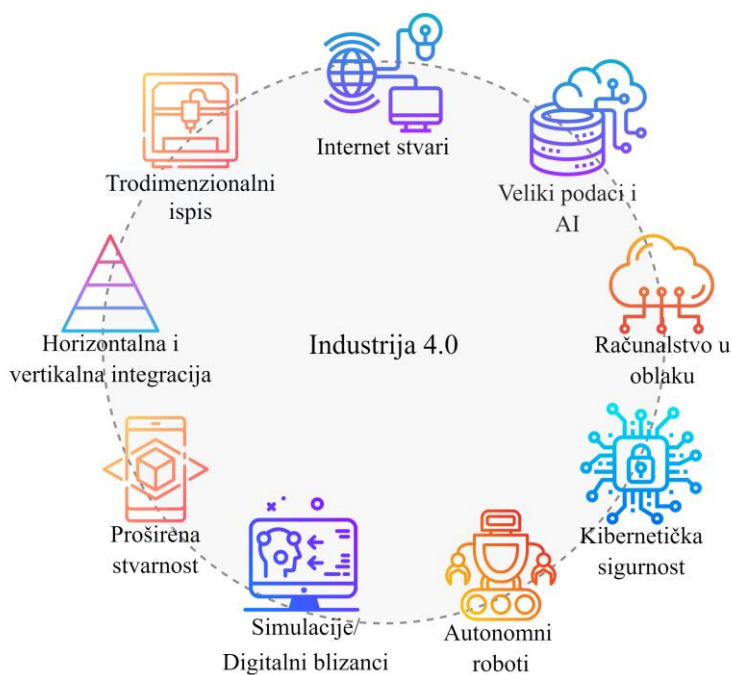 Internet stvari
Veliki podaci i
AI
Računalstvo u
oblaku
Kibernetička
sigurnost
Autonomni
roboti
Simulacije/
Digitalni blizanci
Proširena
stvarnost
Horizontalna i
vertikalna integracija
Trodimenzionalni
ispis
Industrija 4.0